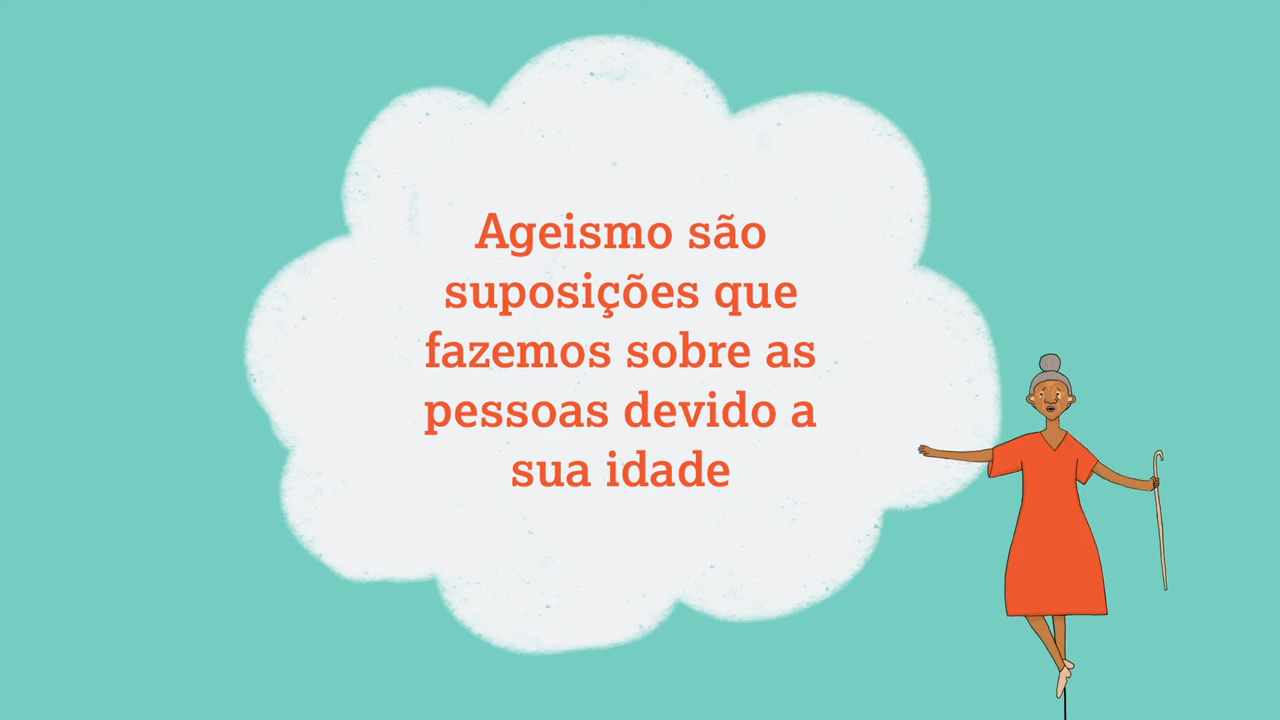 Ageismo são
suposições que
fazemos sobre as
pessoas devido a
sua idade